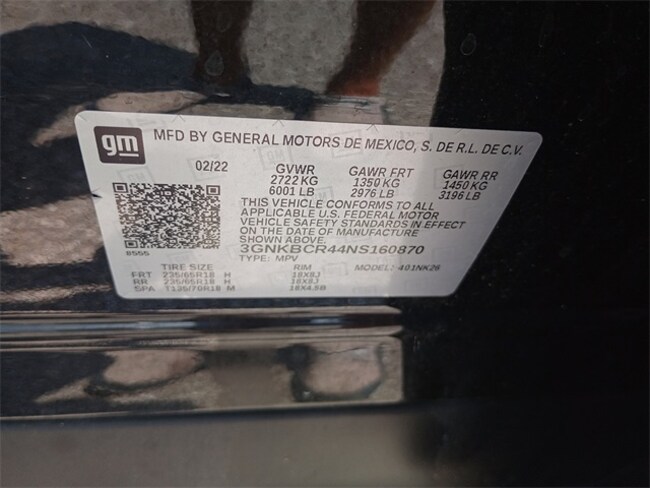 gm
MFD BY GENERAL MOTORS DE MEXICO, S. DE R.L. DE C.V.
02/22 GVWR GAWR FRT GAWR RR
2722 KG 1350 KG 1450 KG
6001 LB 2976 LB 3196 LB
THIS VEHICLE CONFORMS TO ALL
APPLICABLE U.S. FEDERAL MOTOR
VEHICLE SAFETY STANDARDS IN EFFECT
ON THE DATE OF MANUFACTURE
SHOWN ABOVE.
3GNKBCR44NS160870
8555
TYPE: MPV
TIRE SIZE RIM MODEL: 401NK26
FRT 235/65R18 H 18X8J
RR 235/65R18 H 18X8J
SPA T135/70R18 M 18X4.5B